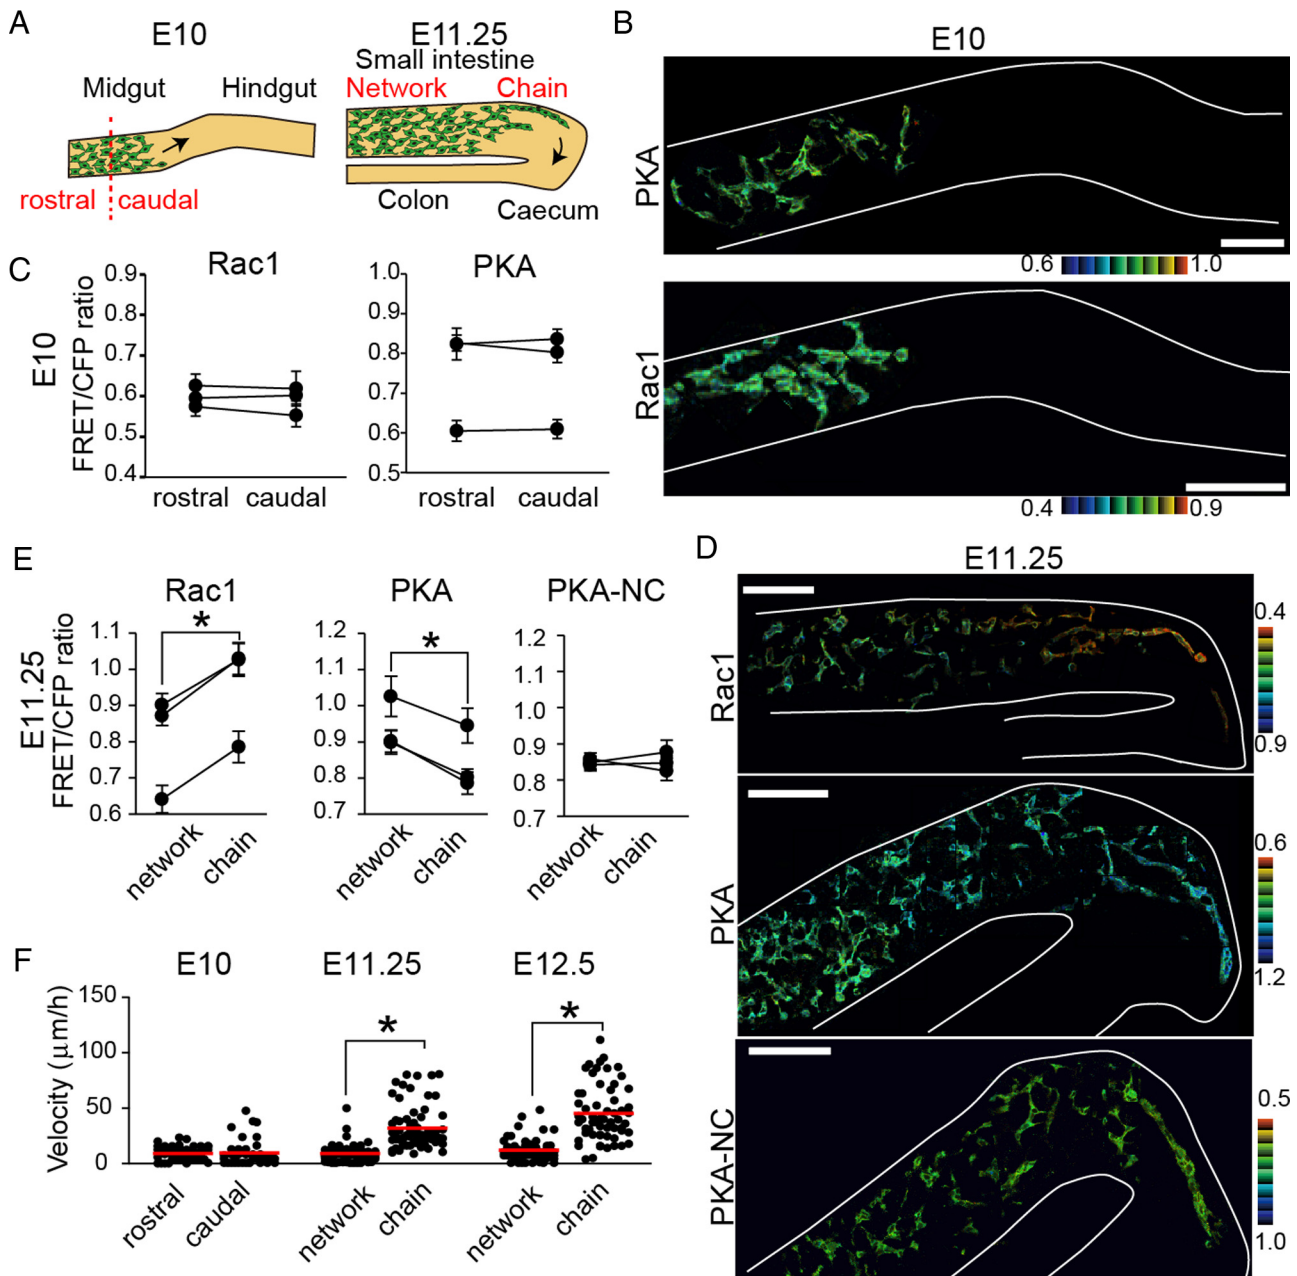 A
E10
E11.25
Small intestine
Midgut
Hindgut
Network
Chain
rostral
caudal
Colon
Caecum
B
E10
PKA
0.6
1.0
Rac1
0.4
0.9
C
Rac1
PKA
E10
FRET/CFP ratio
0.9
0.8
0.7
0.6
0.5
0.4
rostral
caudal
1.0
0.9
0.8
0.7
0.6
0.5
rostral
caudal
D
E11.25
Rac1
0.4
0.9
PKA
0.6
1.2
PKA-NC
0.5
1.0
E
Rac1
PKA
PKA-NC
E11.25
FRET/CFP ratio
1.1
1.0
0.9
0.8
0.7
0.6
*
network
chain
1.2
1.1
1.0
0.9
0.8
0.7
*
network
chain
1.2
1.1
1.0
0.9
0.8
0.7
network
chain
F
E10
E11.25
E12.5
Velocity (μm/h)
150
100
50
0
*
*
rostral
caudal
network
chain
network
chain